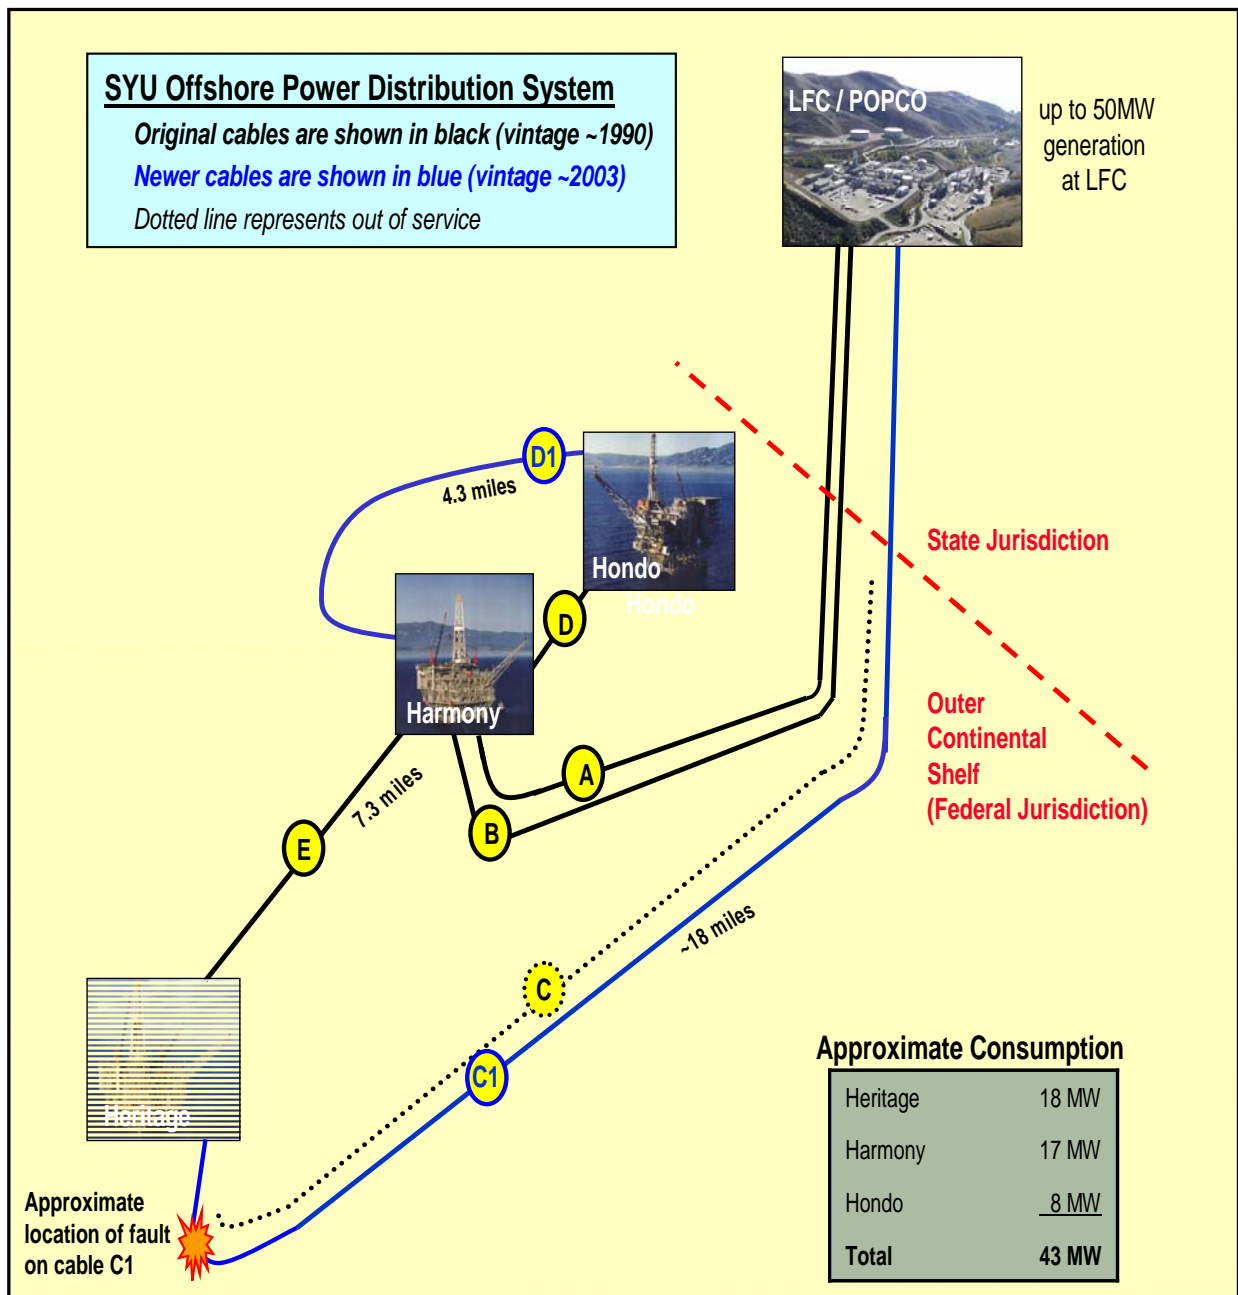 SYU Offshore Power Distribution System
Original cables are shown in black (vintage ~1990)
Newer cables are shown in blue (vintage ~2003)
Dotted line represents out of service
LFC / POPCO
up to 50MW
generation
at LFC
D1
4.3 miles
Hondo
Hondo
D
Harmony
State Jurisdiction
Outer
Continental
Shelf
(Federal Jurisdiction)
A
B
7.3 miles
E
~18 miles
C
C1
Heritage
Approximate
location of fault
on cable C1
Approximate Consumption
Heritage 18 MW
Harmony 17 MW
Hondo 8 MW
Total 43 MW